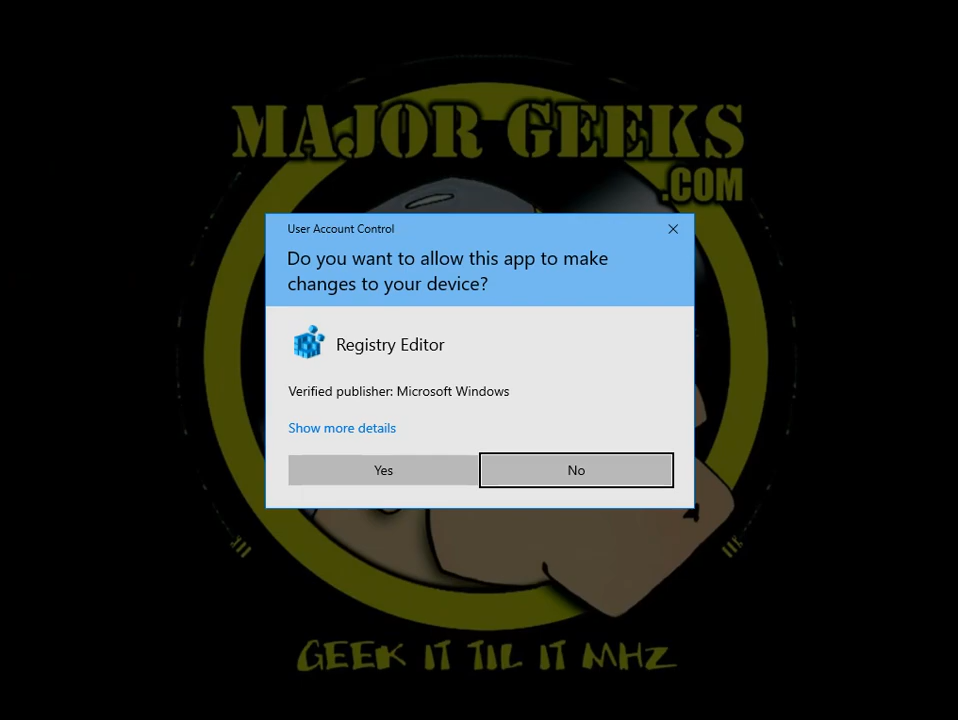 MAJOR GEEKS
.COM
User Account Control
Do you want to allow this app to make
changes to your device?
Registry Editor
Verified publisher: Microsoft Windows
Show more details
Yes
No
GEEK IT TIL IT MHZ